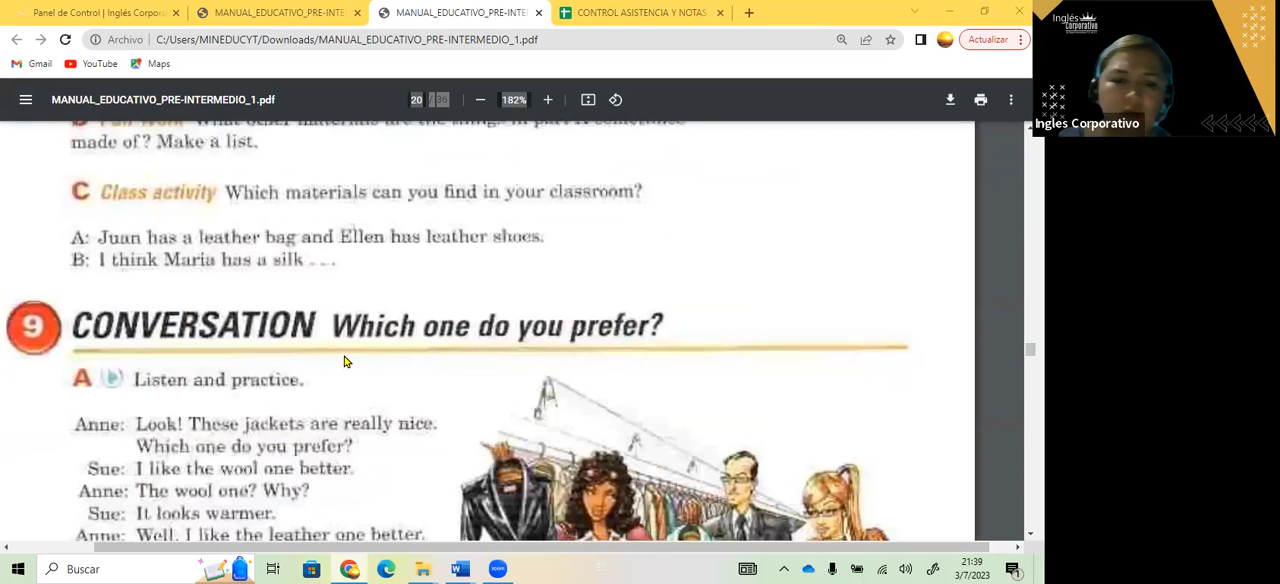 Panel de Control | Inglés Corpora
MANUAL_EDUCATIVO_PRE-INTE
MANUAL_EDUCATIVO_PRE-INTE
CONTROL ASISTENCIA Y NOTAS
Archivo
C:/Users/MINEDUCYT/Downloads/MANUAL_EDUCATIVO_PRE-INTERMEDIO_1.pdf
Actualizar
Gmail
YouTube
Maps
MANUAL_EDUCATIVO_PRE-INTERMEDIO_1.pdf
20 / 36
182%
Inglés
Corporativo
Ingles Corporativo
made of? Make a list.
C Class activity Which materials can you find in your classroom?
A: Juan has a leather bag and Ellen has leather shoes.
B: I think Maria has a silk . . .
9 CONVERSATION Which one do you prefer?
A Listen and practice.
Anne: Look! These jackets are really nice.
Which one do you prefer?
Sue: I like the wool one better.
Anne: The wool one? Why?
Sue: It looks warmer.
Anne: Well, I like the leather one better.
Buscar
zoom
21:39
3/7/2023